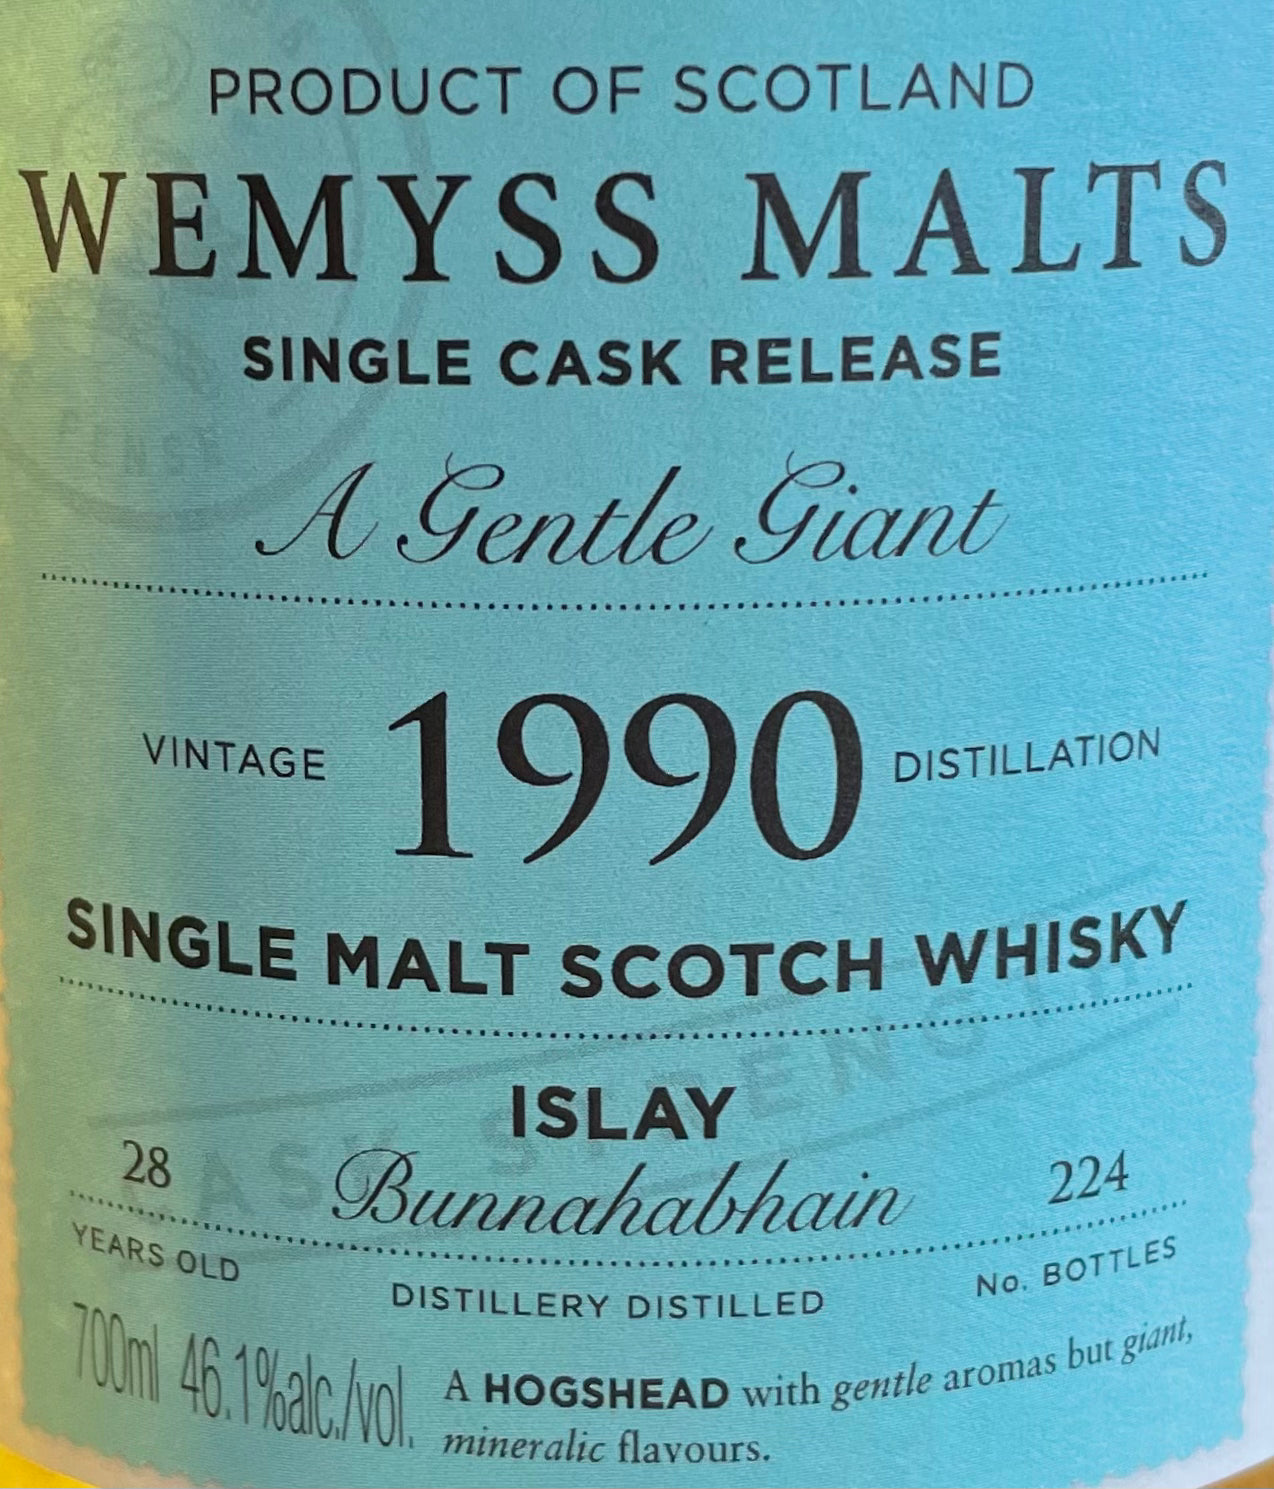 PRODUCT OF SCOTLAND
WEMYSS MALTS
SINGLE CASK RELEASE
A Gentle Giant
VINTAGE 1990 DISTILLATION
SINGLE MALT SCOTCH WHISKY
CASK STRENGTH
ISLAY
28 Bunnahabhain 224
YEARS OLD DISTILLERY DISTILLED No. BOTTLES
700ml 46.1%alc./vol.
A HOGSHEAD with gentle aromas but giant,
mineralic flavours.